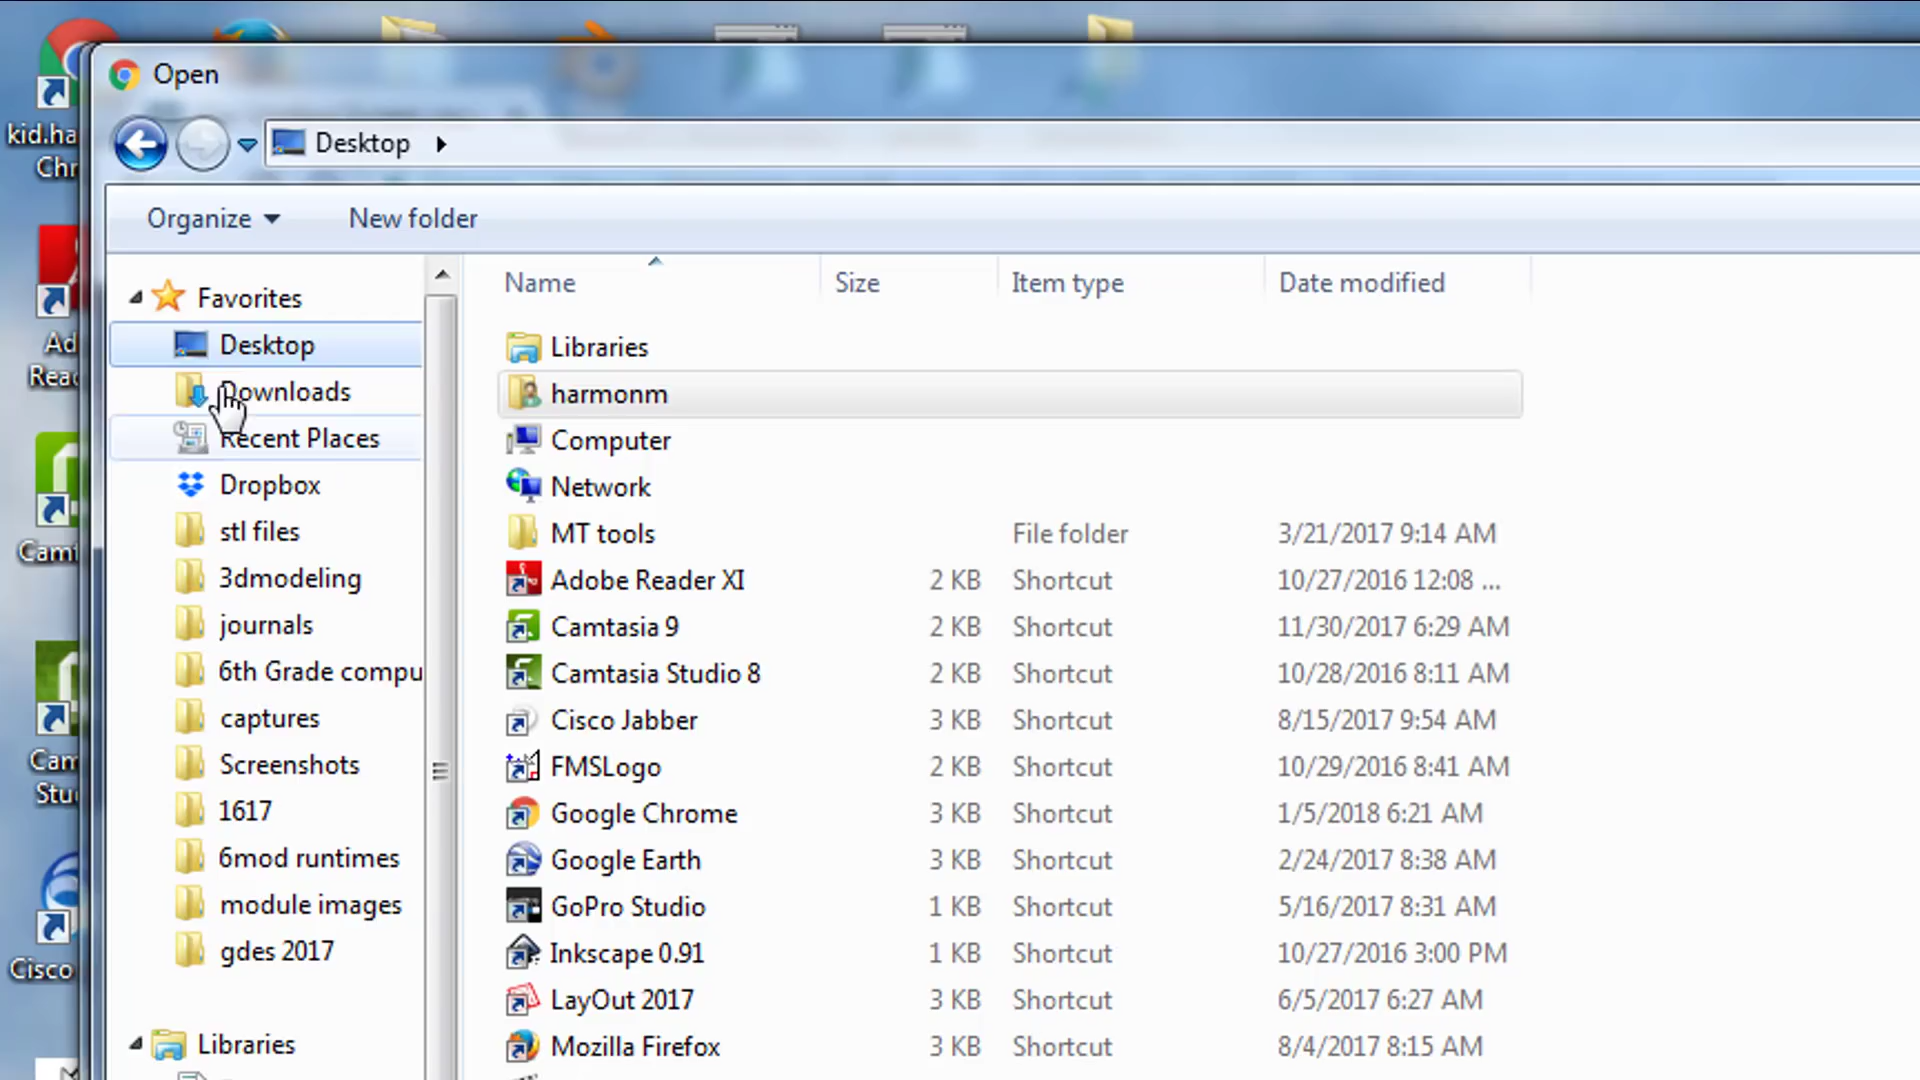 Open
Desktop
Organize
New folder
Favorites
Desktop
Downloads
Recent Places
Dropbox
stl files
3dmodeling
journals
6th Grade compu
captures
Screenshots
1617
6mod runtimes
module images
gdes 2017
Libraries
Name Size Item type Date modified
Libraries
harmonm
Computer
Network
MT tools File folder 3/21/2017 9:14 AM
Adobe Reader XI 2 KB Shortcut 10/27/2016 12:08 ...
Camtasia 9 2 KB Shortcut 11/30/2017 6:29 AM
Camtasia Studio 8 2 KB Shortcut 10/28/2016 8:11 AM
Cisco Jabber 3 KB Shortcut 8/15/2017 9:54 AM
FMSLogo 2 KB Shortcut 10/29/2016 8:41 AM
Google Chrome 3 KB Shortcut 1/5/2018 6:21 AM
Google Earth 3 KB Shortcut 2/24/2017 8:38 AM
GoPro Studio 1 KB Shortcut 5/16/2017 8:31 AM
Inkscape 0.91 1 KB Shortcut 10/27/2016 3:00 PM
LayOut 2017 3 KB Shortcut 6/5/2017 6:27 AM
Mozilla Firefox 3 KB Shortcut 8/4/2017 8:15 AM
kid.ha
Chr
Ad
Rea
Camt
Cam
Stu
Cisco